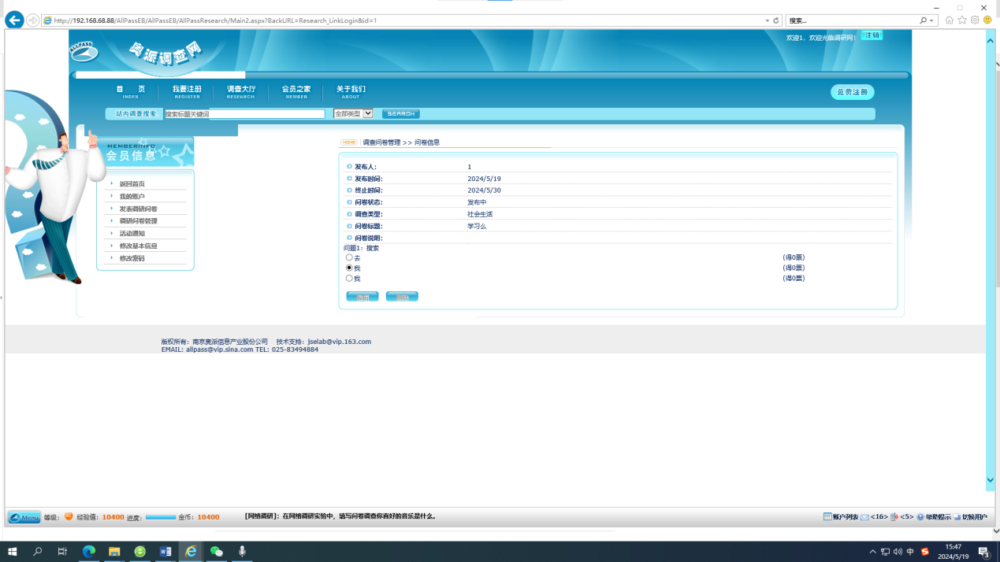 http://192.168.68.88/AllPassEB/AllPassEB/AllPassResearch/Main2.aspx?BackURL=Research_LinkLogin&id=1
搜索...
ALLPASS
奥派调查网
欢迎1，欢迎光临调研网！ 注销
首 页 我要注册 调查大厅 会员之家 关于我们
INDEX REGISTER RESEARCH MEMBER ABOUT
免费注册
站内调查搜索： 搜索标题关键词 全部类型 SEARCH
MEMBERINFO
会员信息
返回首页
我的账户
发表调研问卷
调研问卷管理
活动通知
修改基本信息
修改密码
HOME 调查问卷管理 >> 问卷信息
发布人： 1
发布时间： 2024/5/19
终止时间： 2024/5/30
问卷状态： 发布中
调查类型： 社会生活
问卷标题： 学习么
问卷说明：
问题1：搜索
去 (得0票)
我 (得0票)
我 (得0票)
版权所有：南京奥派信息产业股份公司 技术支持：jselab@vip.163.com
EMAIL: allpass@vip.sina.com TEL: 025-83494884
Menu 等级： 经验值：10400 进度： 金币：10400 [网络调研]：在网络调研实验中，填写问卷调查你喜好的音乐是什么。 账户列表 <16> <5> 帮助提示 切换用户
中 15:47
2024/5/19 3